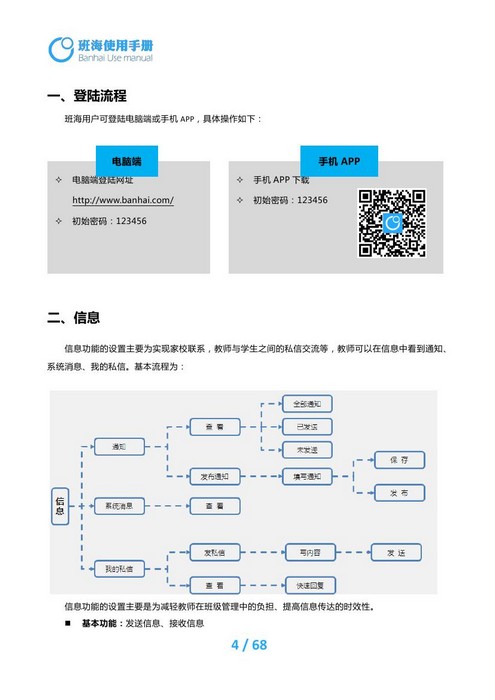 班海使用手册
Banhai Use manual
一、登陆流程
班海用户可登陆电脑端或手机 APP，具体操作如下：
电脑端
✧ 电脑端登陆网址
http://www.banhai.com/
✧ 初始密码：123456
手机 APP
✧ 手机 APP 下载
✧ 初始密码：123456
二、信息
信息功能的设置主要为实现家校联系，教师与学生之间的私信交流等，教师可以在信息中看到通知、
系统消息、我的私信。基本流程为：
信息
通知
查 看
全部通知
已发送
未发送
发布通知
填写通知
保 存
发 布
系统消息
查 看
我的私信
发私信
写内容
发 送
查 看
快速回复
信息功能的设置主要是为减轻教师在班级管理中的负担、提高信息传达的时效性。
■ 基本功能：发送信息、接收信息
4 / 68